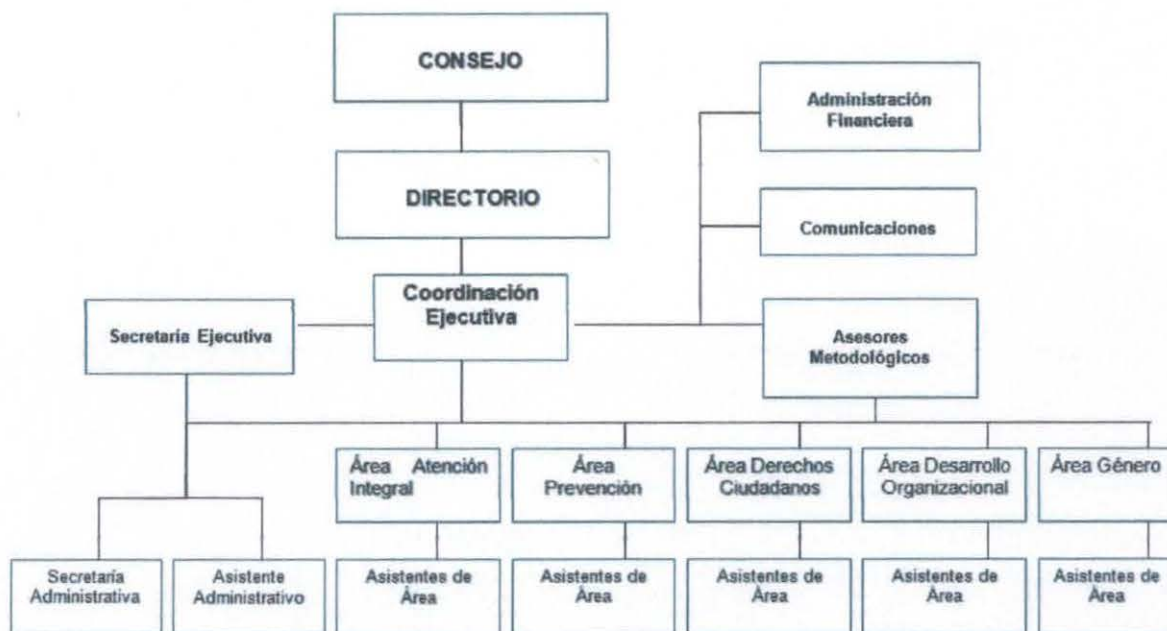 CONSEJO
Administración
Financiera
DIRECTORIO
Comunicaciones
Coordinación
Ejecutiva
Secretaría Ejecutiva
Asesores
Metodológicos
Área Atención
Integral
Área
Prevención
Área Derechos
Ciudadanos
Área Desarrollo
Organizacional
Área Género
Secretaría
Administrativa
Asistente
Administrativo
Asistentes de
Área
Asistentes de
Área
Asistentes de
Área
Asistentes de
Área
Asistentes de
Área